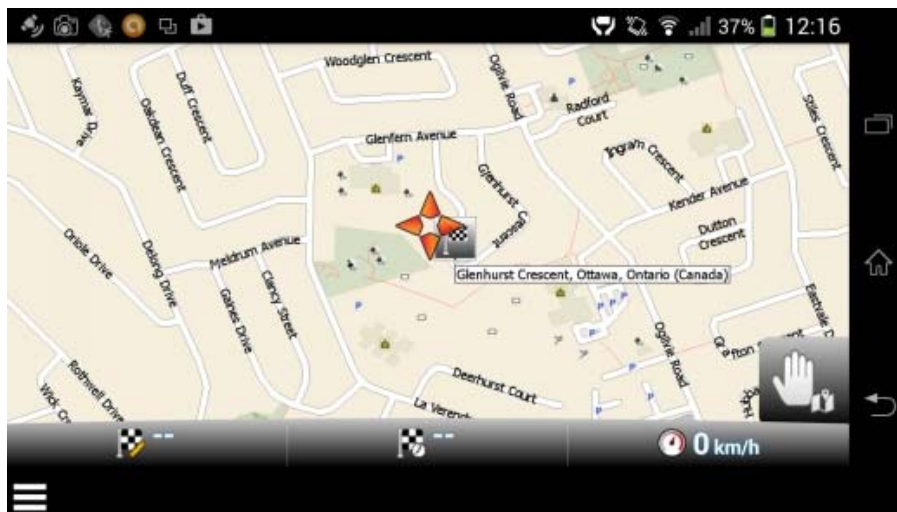 37% 12:16
Woodglen Crescent
Ogilvie Road
Kaymar Drive
Duff Crescent
Oakdean Crescent
Radford
Court
Stiles Crescent
Glenfern Avenue
Ingram Crescent
Glenhurst Crescent
Kender Avenue
Dutton
Crescent
Oriole Drive
Delong Drive
Meldrum Avenue
Glenhurst Crescent, Ottawa, Ontario (Canada)
Gaines Drive
Clancy Street
Eastvale D
Ogilvie Road
Rothwell Drive
Deerhurst Court
Wick Cre
La Verend
-- -- 0 km/h